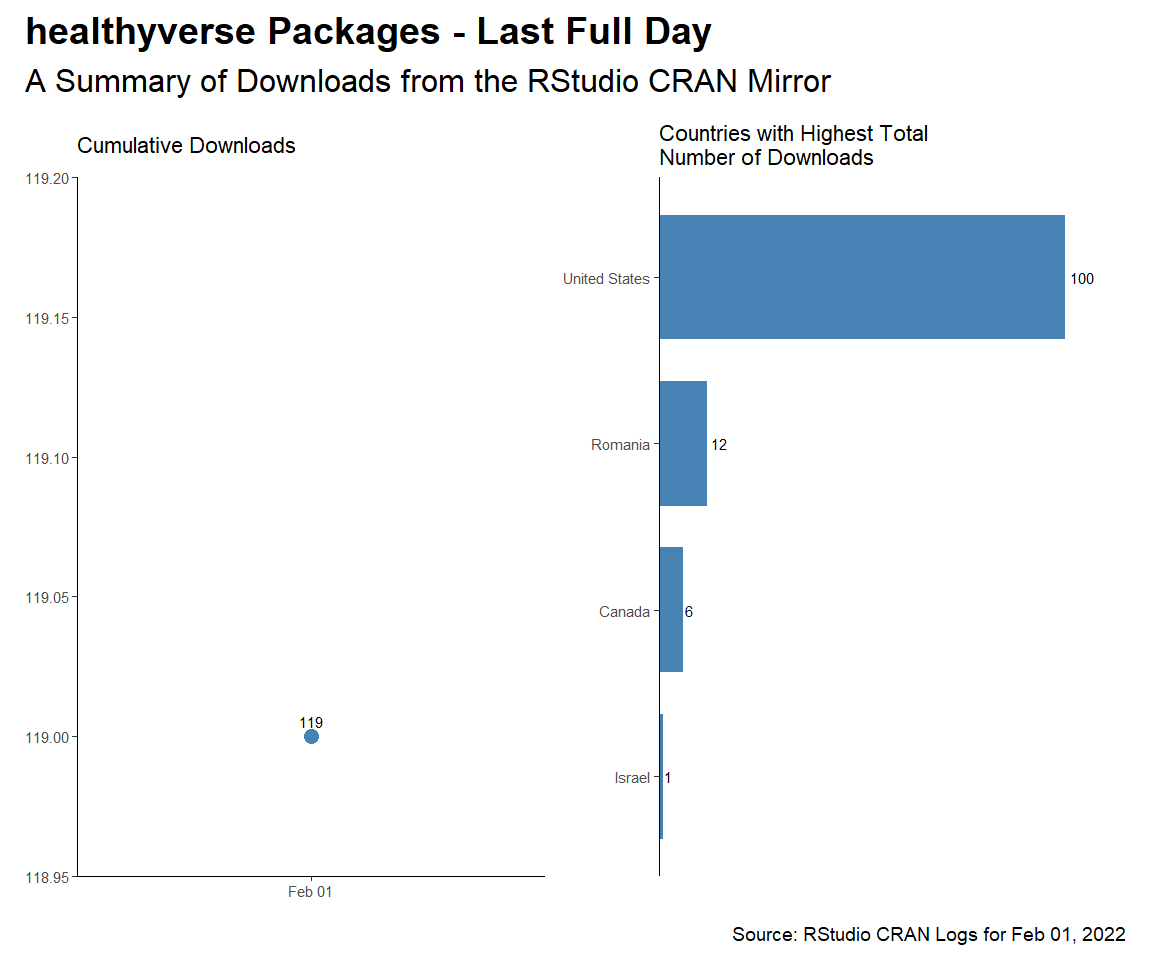 healthyverse Packages - Last Full Day
A Summary of Downloads from the RStudio CRAN Mirror
Cumulative Downloads
119.20
119.15
119.10
119.05
119.00
118.95
119
Feb 01
Countries with Highest Total
Number of Downloads
United States
100
Romania
12
Canada
6
Israel
1
Source: RStudio CRAN Logs for Feb 01, 2022